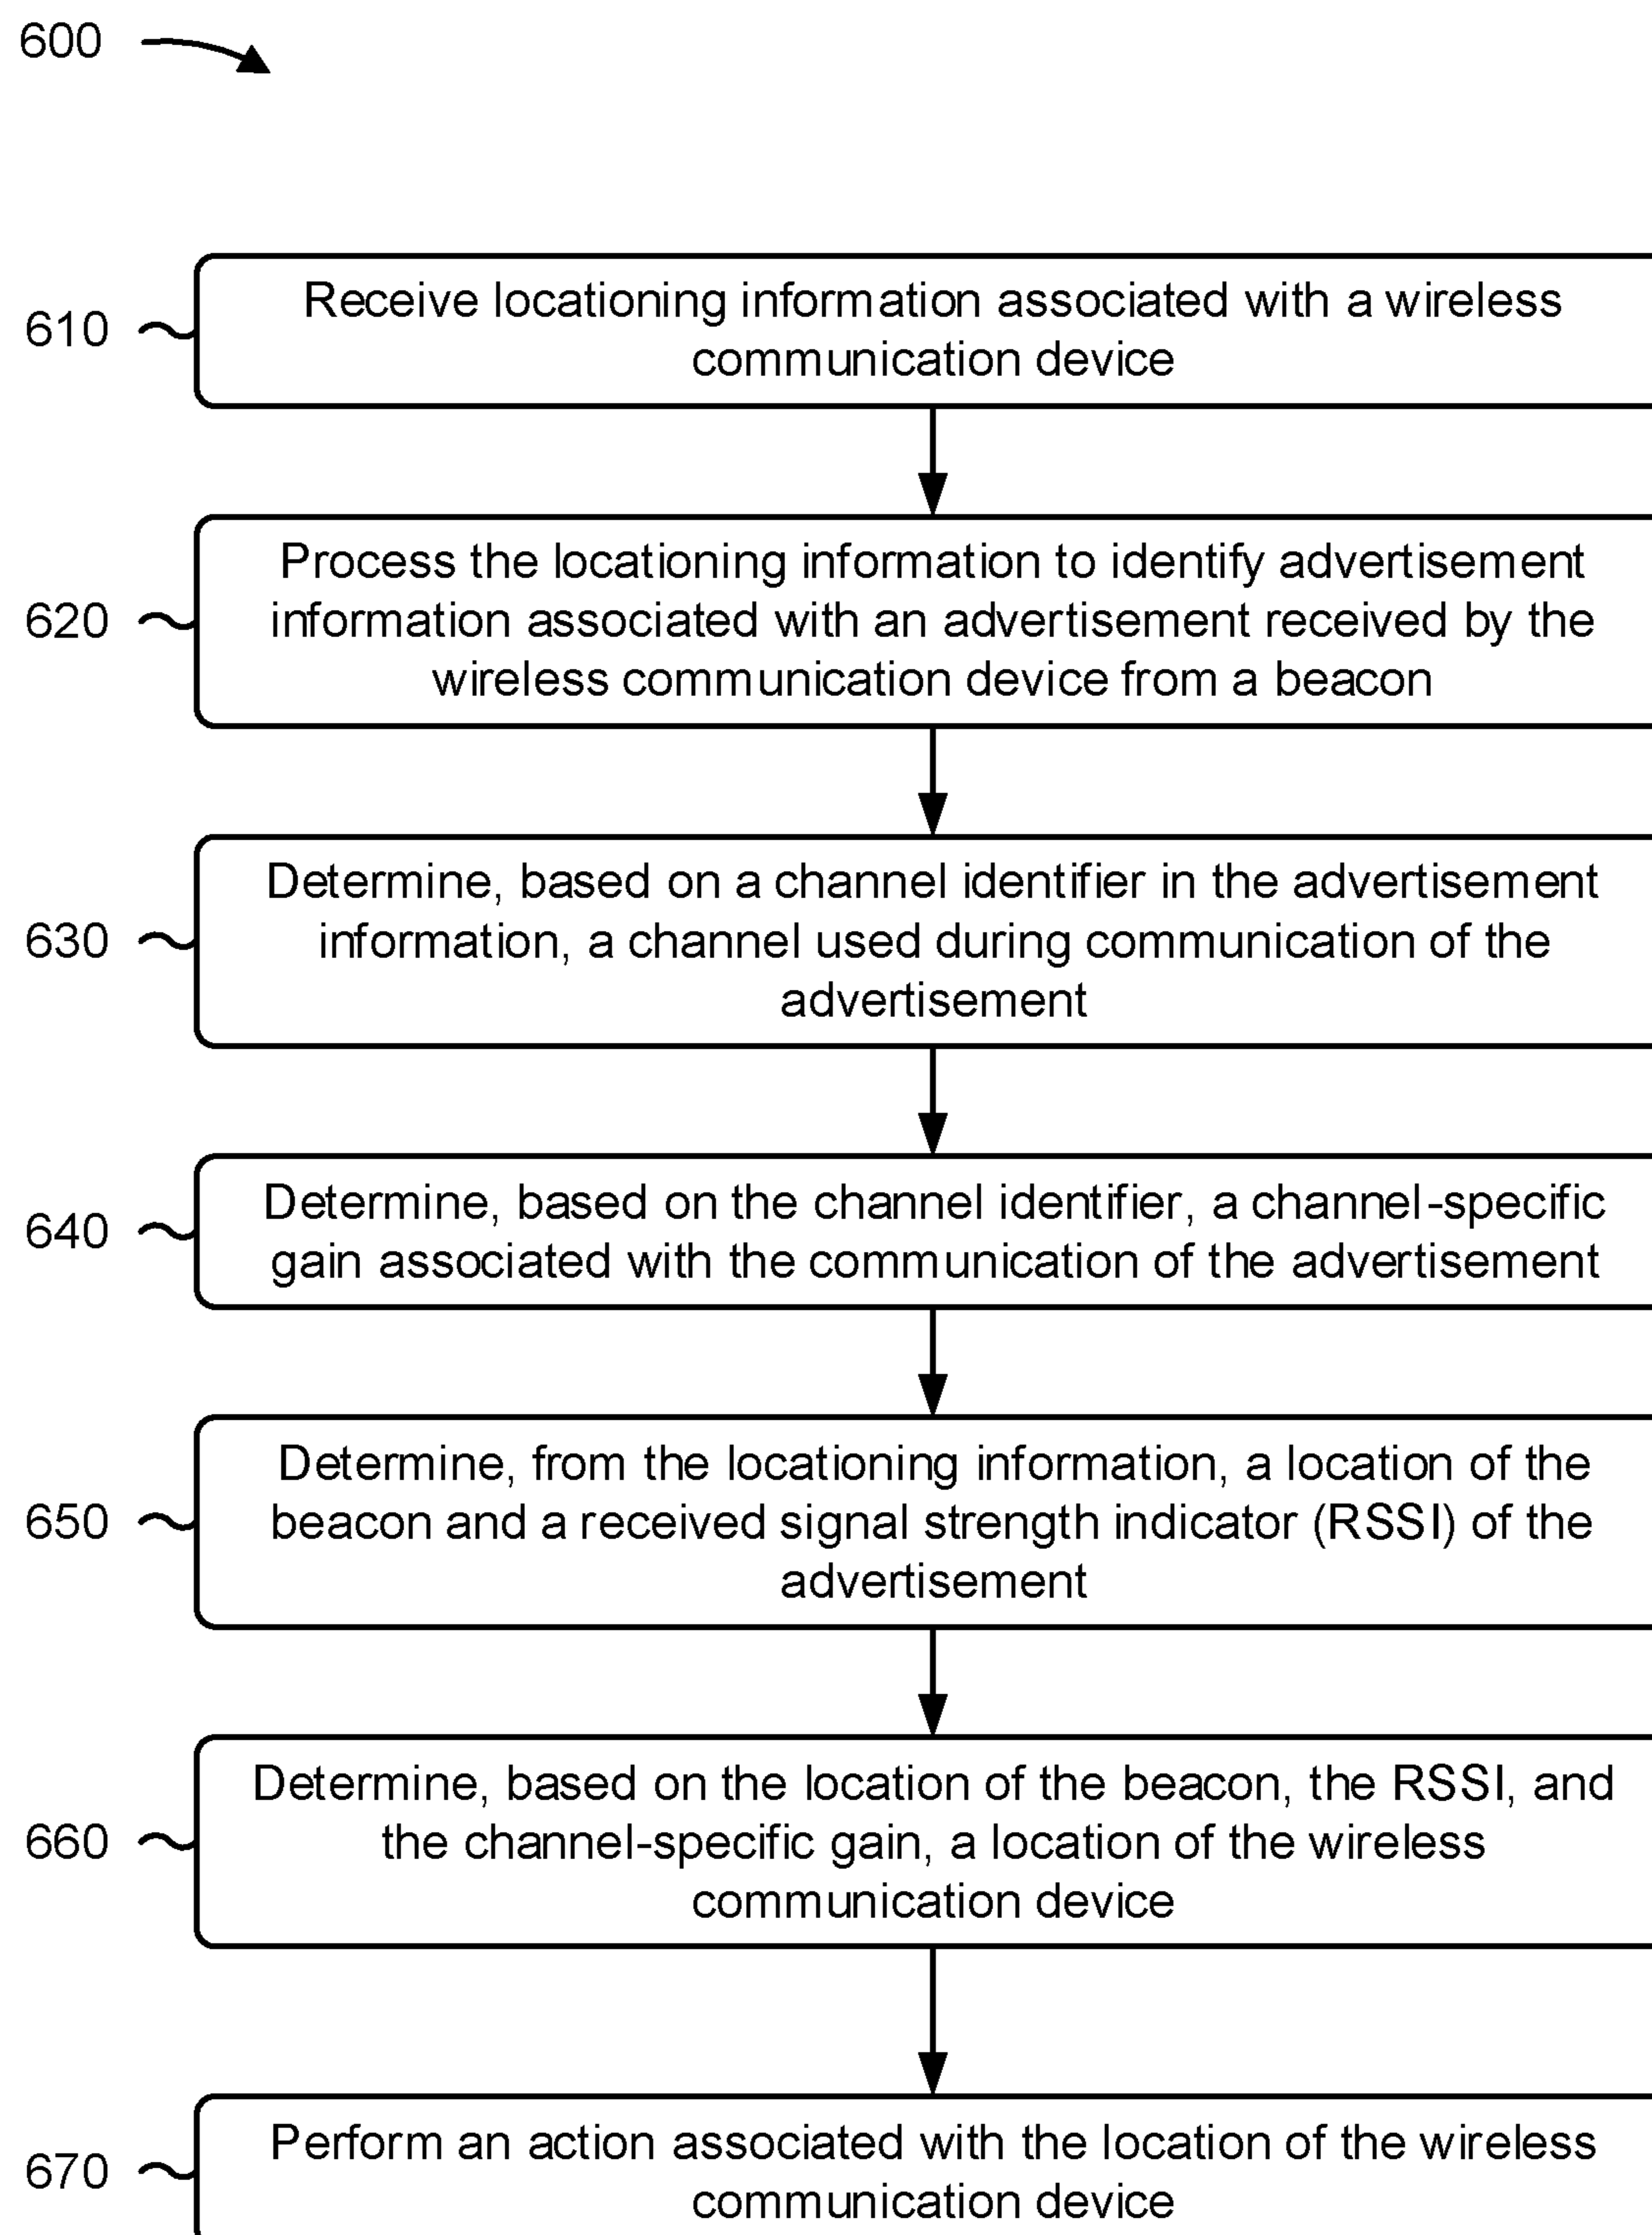 600
610
Receive locationing information associated with a wireless
communication device
620
Process the locationing information to identify advertisement
information associated with an advertisement received by the
wireless communication device from a beacon
630
Determine, based on a channel identifier in the advertisement
information, a channel used during communication of the
advertisement
640
Determine, based on the channel identifier, a channel-specific
gain associated with the communication of the advertisement
650
Determine, from the locationing information, a location of the
beacon and a received signal strength indicator (RSSI) of the
advertisement
660
Determine, based on the location of the beacon, the RSSI, and
the channel-specific gain, a location of the wireless
communication device
670
Perform an action associated with the location of the wireless
communication device